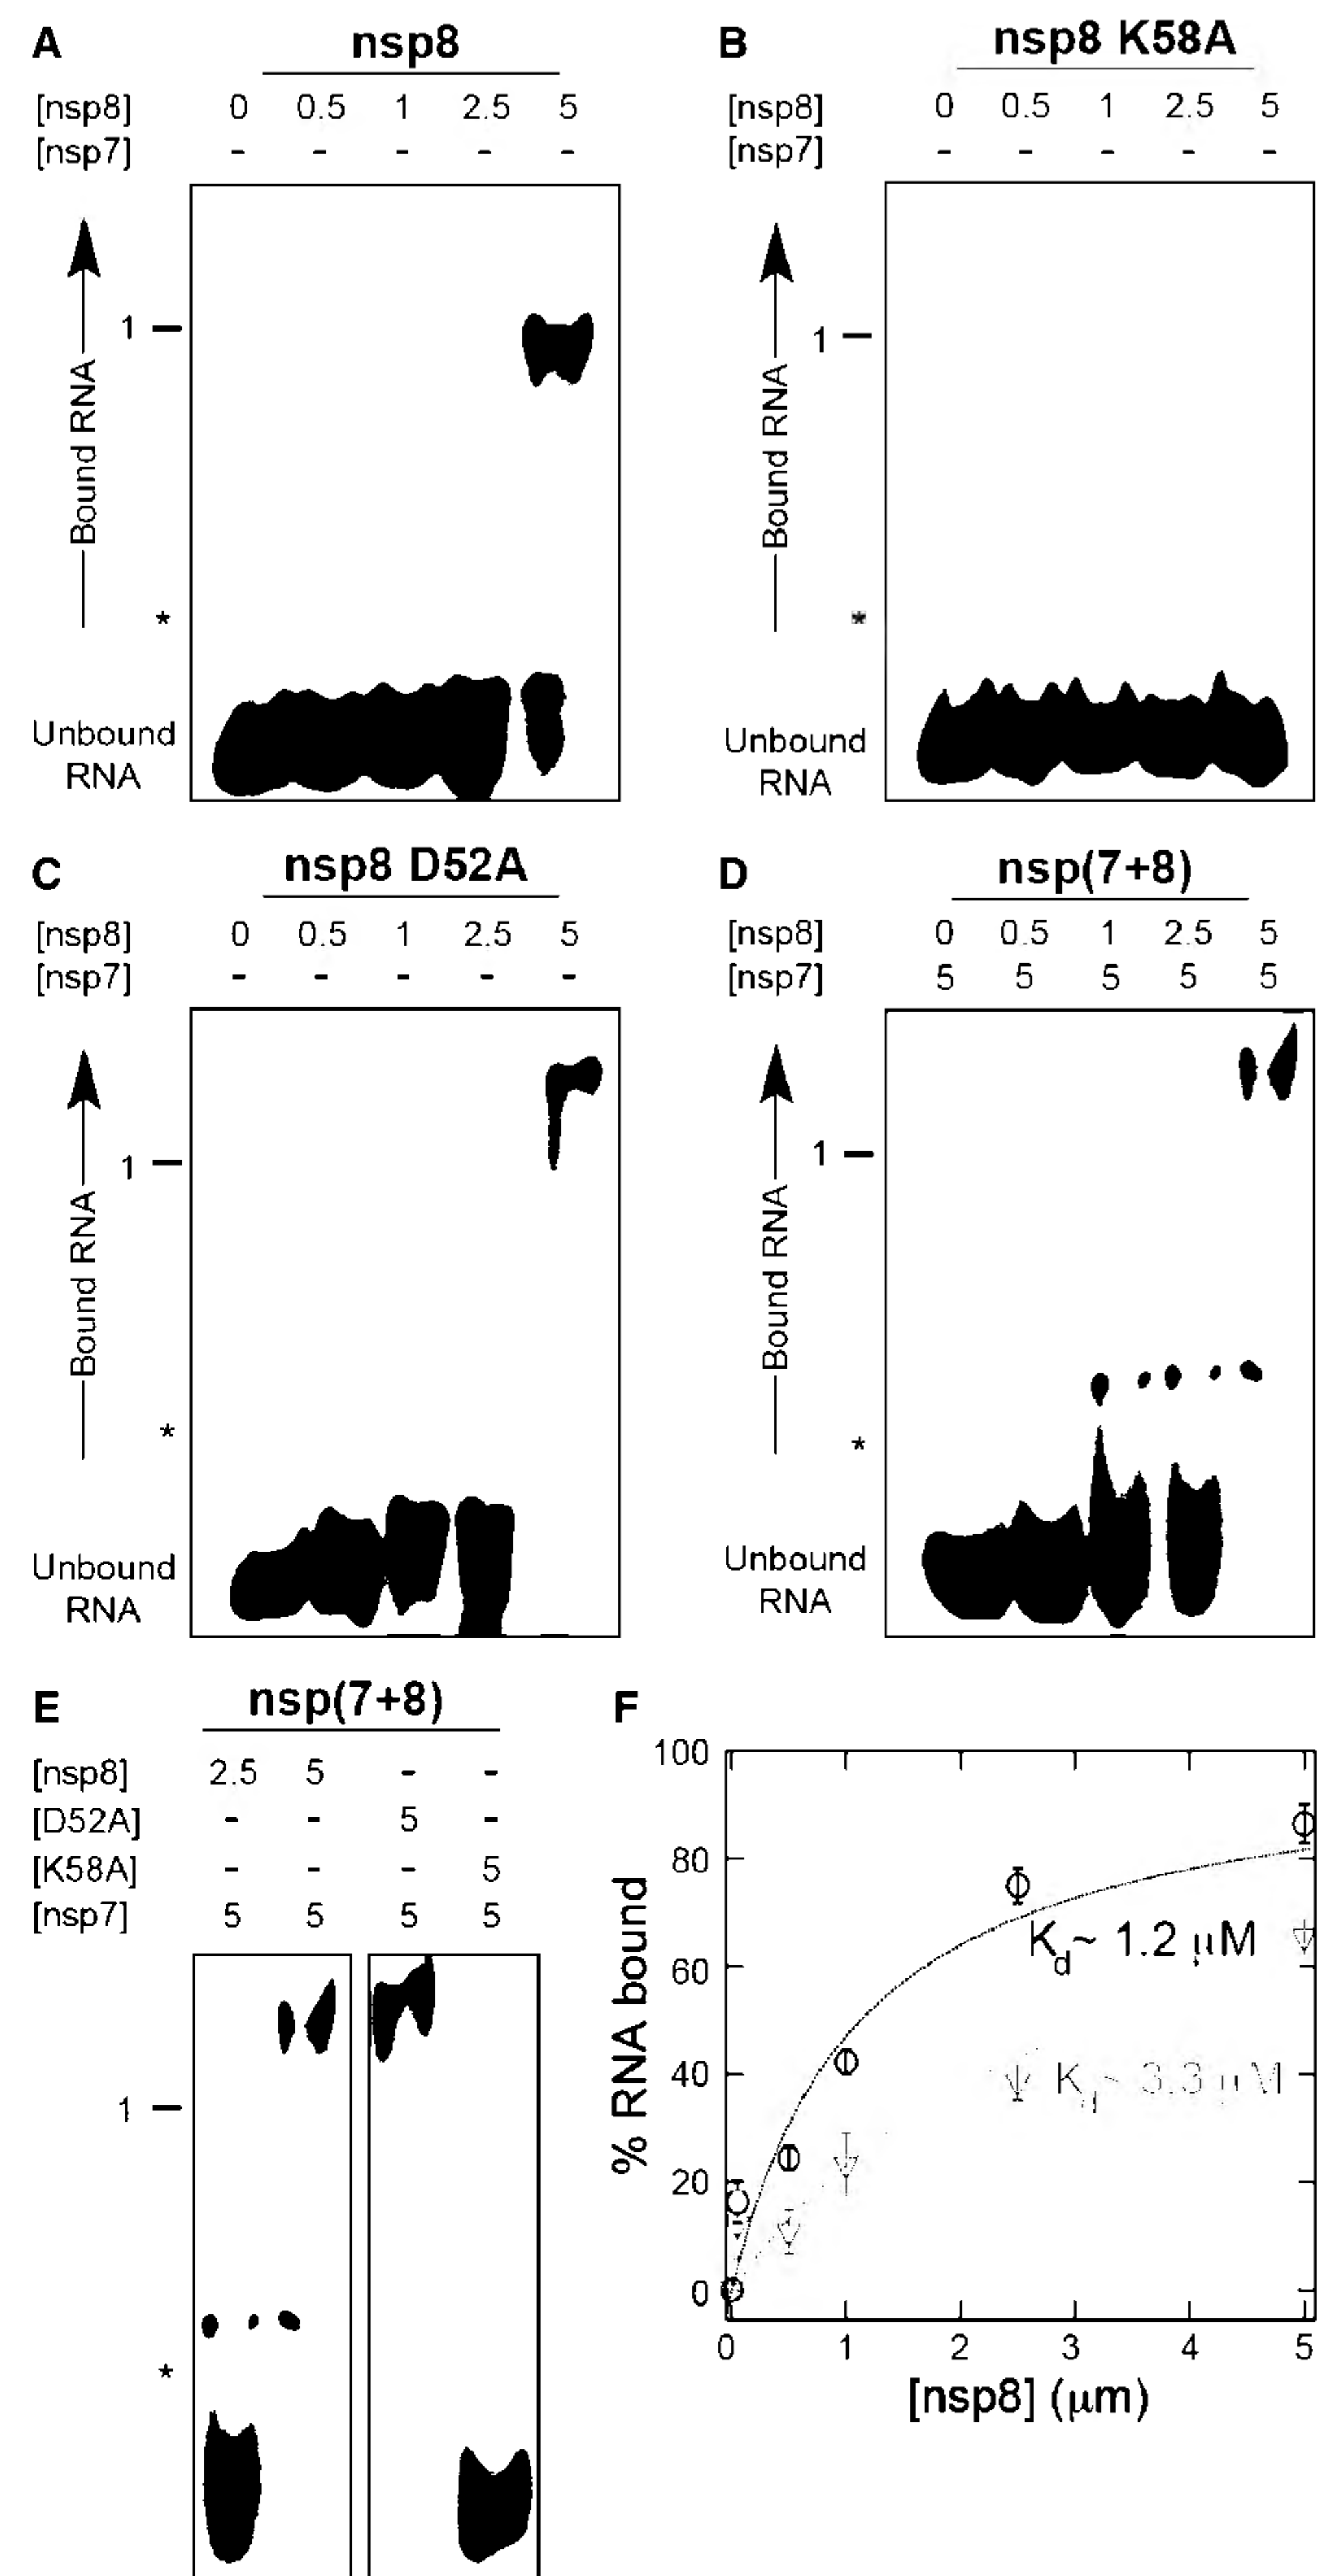 A
nsp8
[nsp8] 0 0.5 1 2.5 5
[nsp7] - - - - -
1
Bound RNA
*
Unbound
RNA
B
nsp8 K58A
[nsp8] 0 0.5 1 2.5 5
[nsp7] - - - - -
1
Bound RNA
*
Unbound
RNA
C
nsp8 D52A
[nsp8] 0 0.5 1 2.5 5
[nsp7] - - - - -
1
Bound RNA
*
Unbound
RNA
D
nsp(7+8)
[nsp8] 0 0.5 1 2.5 5
[nsp7] 5 5 5 5 5
1
Bound RNA
*
Unbound
RNA
E
nsp(7+8)
[nsp8] 2.5 5 - -
[D52A] - - 5 -
[K58A] - - - 5
[nsp7] 5 5 5 5
1
*
F
100
80
60
40
20
0
% RNA bound
Kd~ 1.2 μM
Kd~ 3.3 μM
0 1 2 3 4 5
[nsp8] (μm)